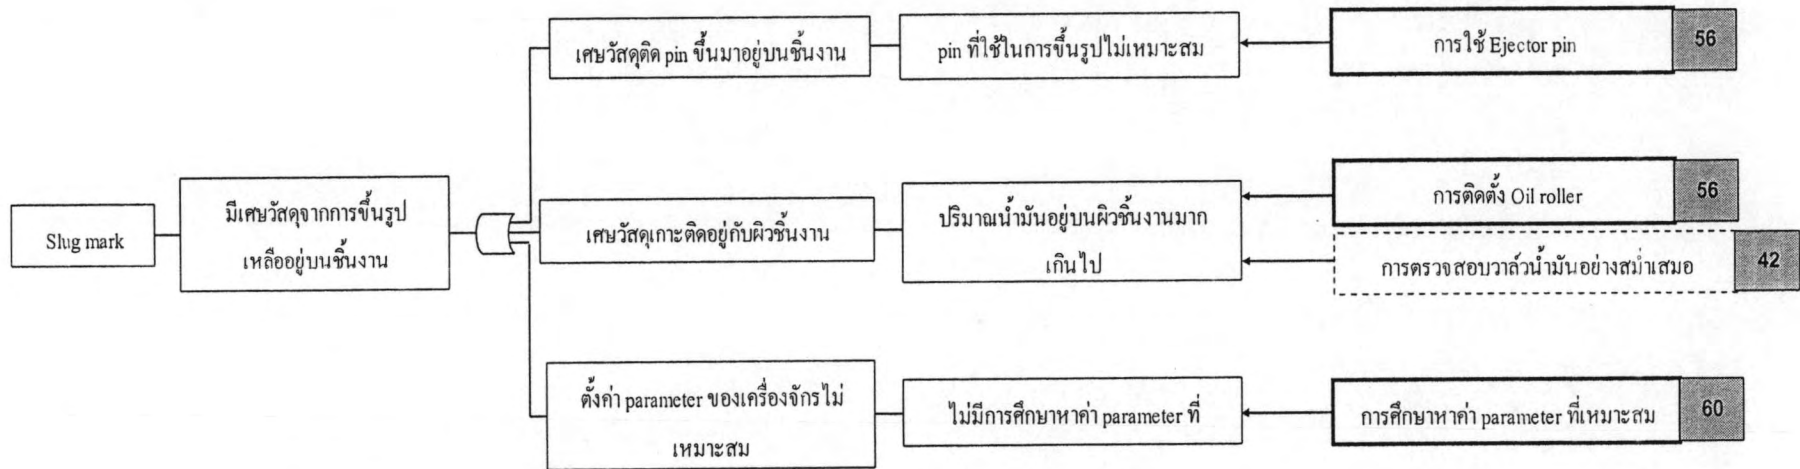 เศษวัสดุติด pin ขึ้นมาอยู่บนชิ้นงาน
pin ที่ใช้ในการขึ้นรูปไม่เหมาะสม
การใช้ Ejector pin
56
Slug mark
มีเศษวัสดุจากการขึ้นรูป
เหลืออยู่บนชิ้นงาน
เศษวัสดุเกาะติดอยู่กับผิวชิ้นงาน
ปริมาณน้ำมันอยู่บนผิวชิ้นงานมาก
เกินไป
การติดตั้ง Oil roller
56
การตรวจสอบวาล์วน้ำมันอย่างสม่ำเสมอ
42
ตั้งค่า parameter ของเครื่องจักรไม่
เหมาะสม
ไม่มีการศึกษาหาค่า parameter ที่
การศึกษาหาค่า parameter ที่เหมาะสม
60